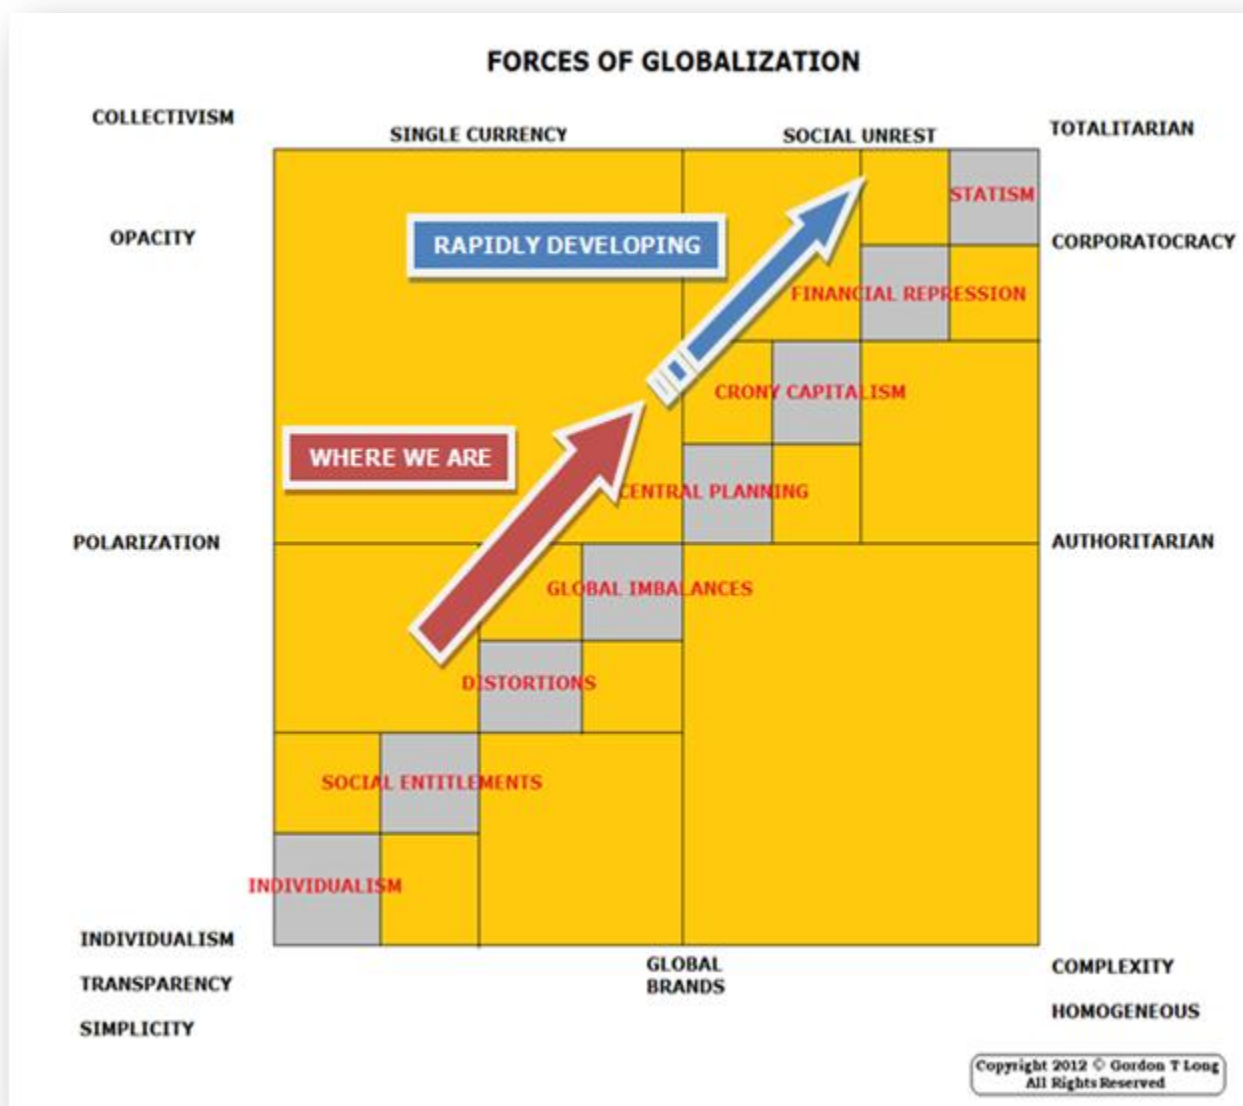 FORCES OF GLOBALIZATION
COLLECTIVISM
SINGLE CURRENCY
SOCIAL UNREST
TOTALITARIAN
STATISM
OPACITY
RAPIDLY DEVELOPING
CORPORATOCRACY
FINANCIAL REPRESSION
CRONY CAPITALISM
WHERE WE ARE
CENTRAL PLANNING
POLARIZATION
AUTHORITARIAN
GLOBAL IMBALANCES
DISTORTIONS
SOCIAL ENTITLEMENTS
INDIVIDUALISM
INDIVIDUALISM
GLOBAL
BRANDS
COMPLEXITY
TRANSPARENCY
HOMOGENEOUS
SIMPLICITY
Copyright 2012 © Gordon T Long
All Rights Reserved